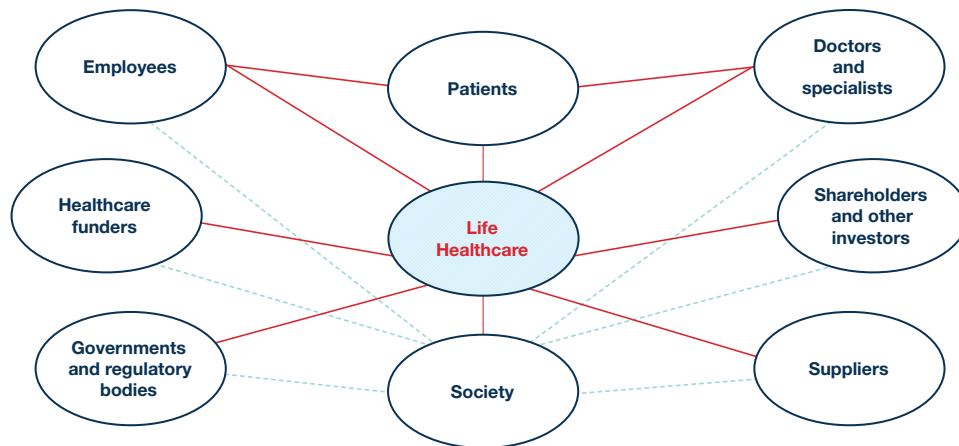 Employees
Patients
Doctors
and
specialists
Healthcare
funders
Life
Healthcare
Shareholders
and other
investors
Governments
and regulatory
bodies
Society
Suppliers